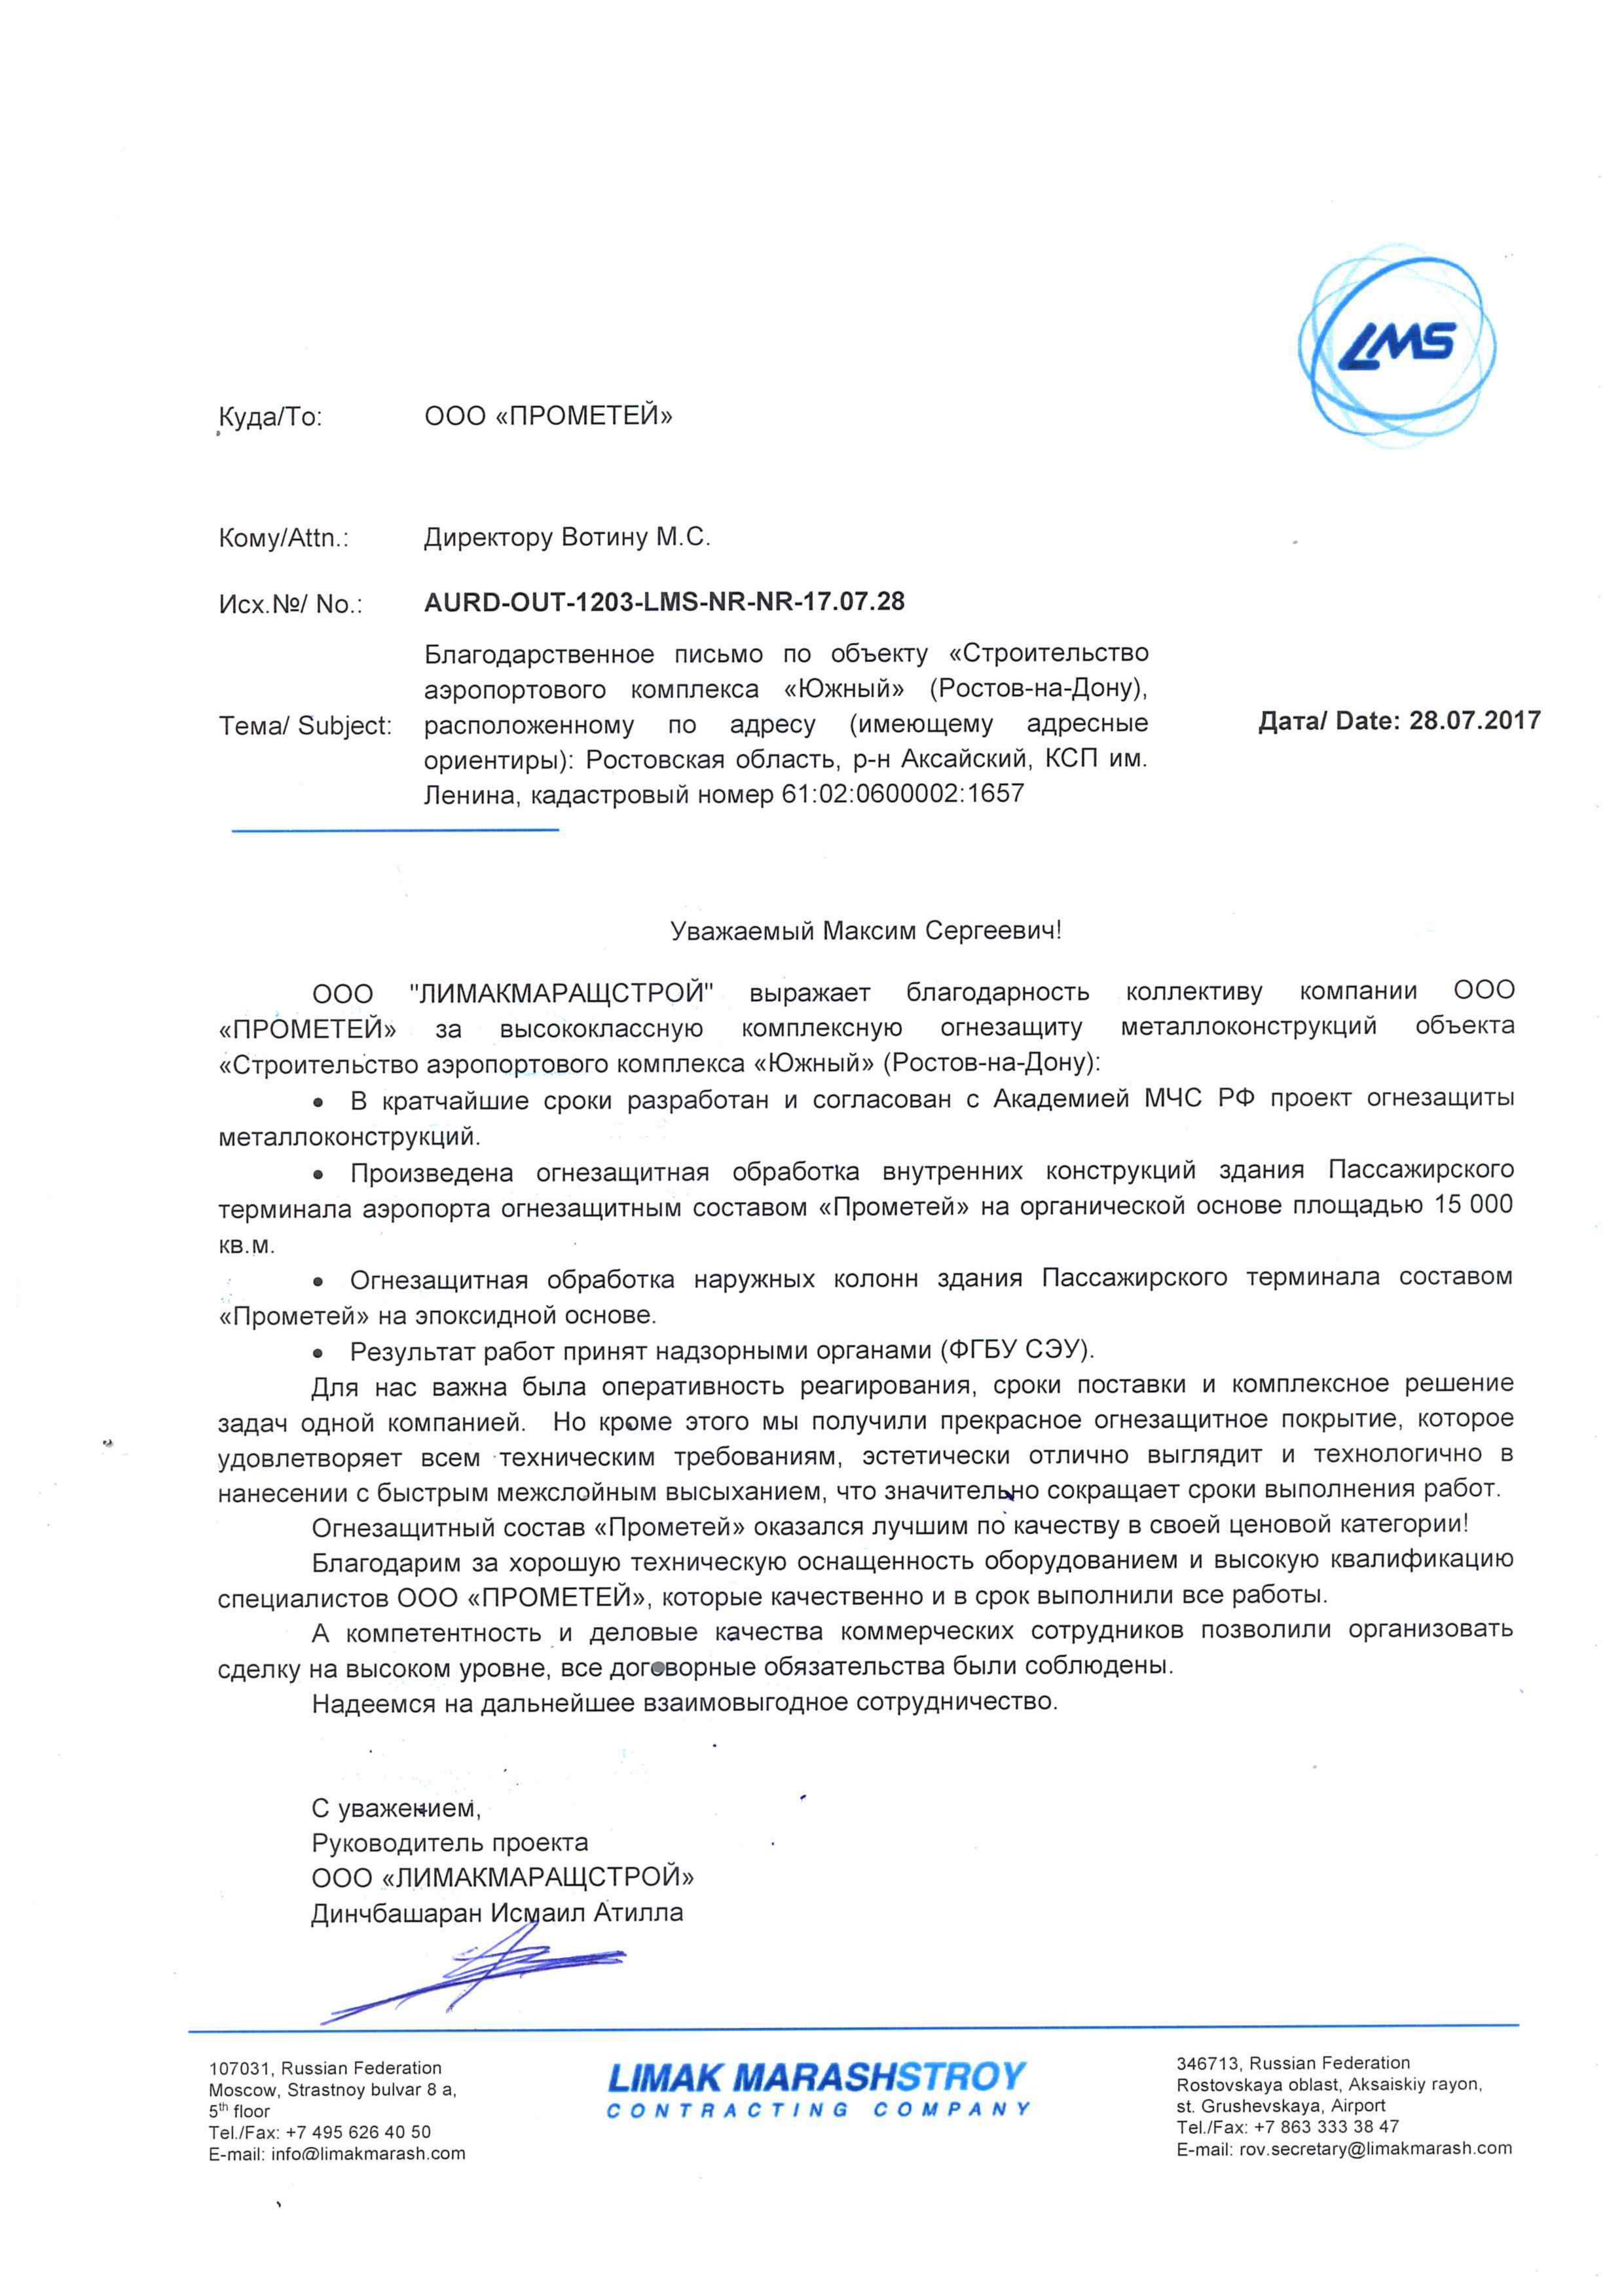 LMS
Куда/To: ООО «ПРОМЕТЕЙ»
Кому/Attn.: Директору Вотину М.С.
Исх.№/ No.: AURD-OUT-1203-LMS-NR-NR-17.07.28
Благодарственное письмо по объекту «Строительство
аэропортового комплекса «Южный» (Ростов-на-Дону),
Тема/ Subject: расположенному по адресу (имеющему адресные
ориентиры): Ростовская область, р-н Аксайский, КСП им.
Ленина, кадастровый номер 61:02:0600002:1657
Дата/ Date: 28.07.2017
Уважаемый Максим Сергеевич!
ООО "ЛИМАКМАРАЩСТРОЙ" выражает благодарность коллективу компании ООО
«ПРОМЕТЕЙ» за высококлассную комплексную огнезащиту металлоконструкций объекта
«Строительство аэропортового комплекса «Южный» (Ростов-на-Дону):
• В кратчайшие сроки разработан и согласован с Академией МЧС РФ проект огнезащиты
металлоконструкций.
• Произведена огнезащитная обработка внутренних конструкций здания Пассажирского
терминала аэропорта огнезащитным составом «Прометей» на органической основе площадью 15 000
кв.м.
• Огнезащитная обработка наружных колонн здания Пассажирского терминала составом
«Прометей» на эпоксидной основе.
• Результат работ принят надзорными органами (ФГБУ СЭУ).
Для нас важна была оперативность реагирования, сроки поставки и комплексное решение
задач одной компанией. Но кроме этого мы получили прекрасное огнезащитное покрытие, которое
удовлетворяет всем техническим требованиям, эстетически отлично выглядит и технологично в
нанесении с быстрым межслойным высыханием, что значительно сокращает сроки выполнения работ.
Огнезащитный состав «Прометей» оказался лучшим по качеству в своей ценовой категории!
Благодарим за хорошую техническую оснащенность оборудованием и высокую квалификацию
специалистов ООО «ПРОМЕТЕЙ», которые качественно и в срок выполнили все работы.
А компетентность и деловые качества коммерческих сотрудников позволили организовать
сделку на высоком уровне, все договорные обязательства были соблюдены.
Надеемся на дальнейшее взаимовыгодное сотрудничество.
С уважением,
Руководитель проекта
ООО «ЛИМАКМАРАЩСТРОЙ»
Динчбашаран Исмаил Атилла
107031, Russian Federation
Moscow, Strastnoy bulvar 8 a,
5th floor
Tel./Fax: +7 495 626 40 50
E-mail: info@limakmarash.com
LIMAK MARASHSTROY
CONTRACTING COMPANY
346713, Russian Federation
Rostovskaya oblast, Aksaiskiy rayon,
st. Grushevskaya, Airport
Tel./Fax: +7 863 333 38 47
E-mail: rov.secretary@limakmarash.com